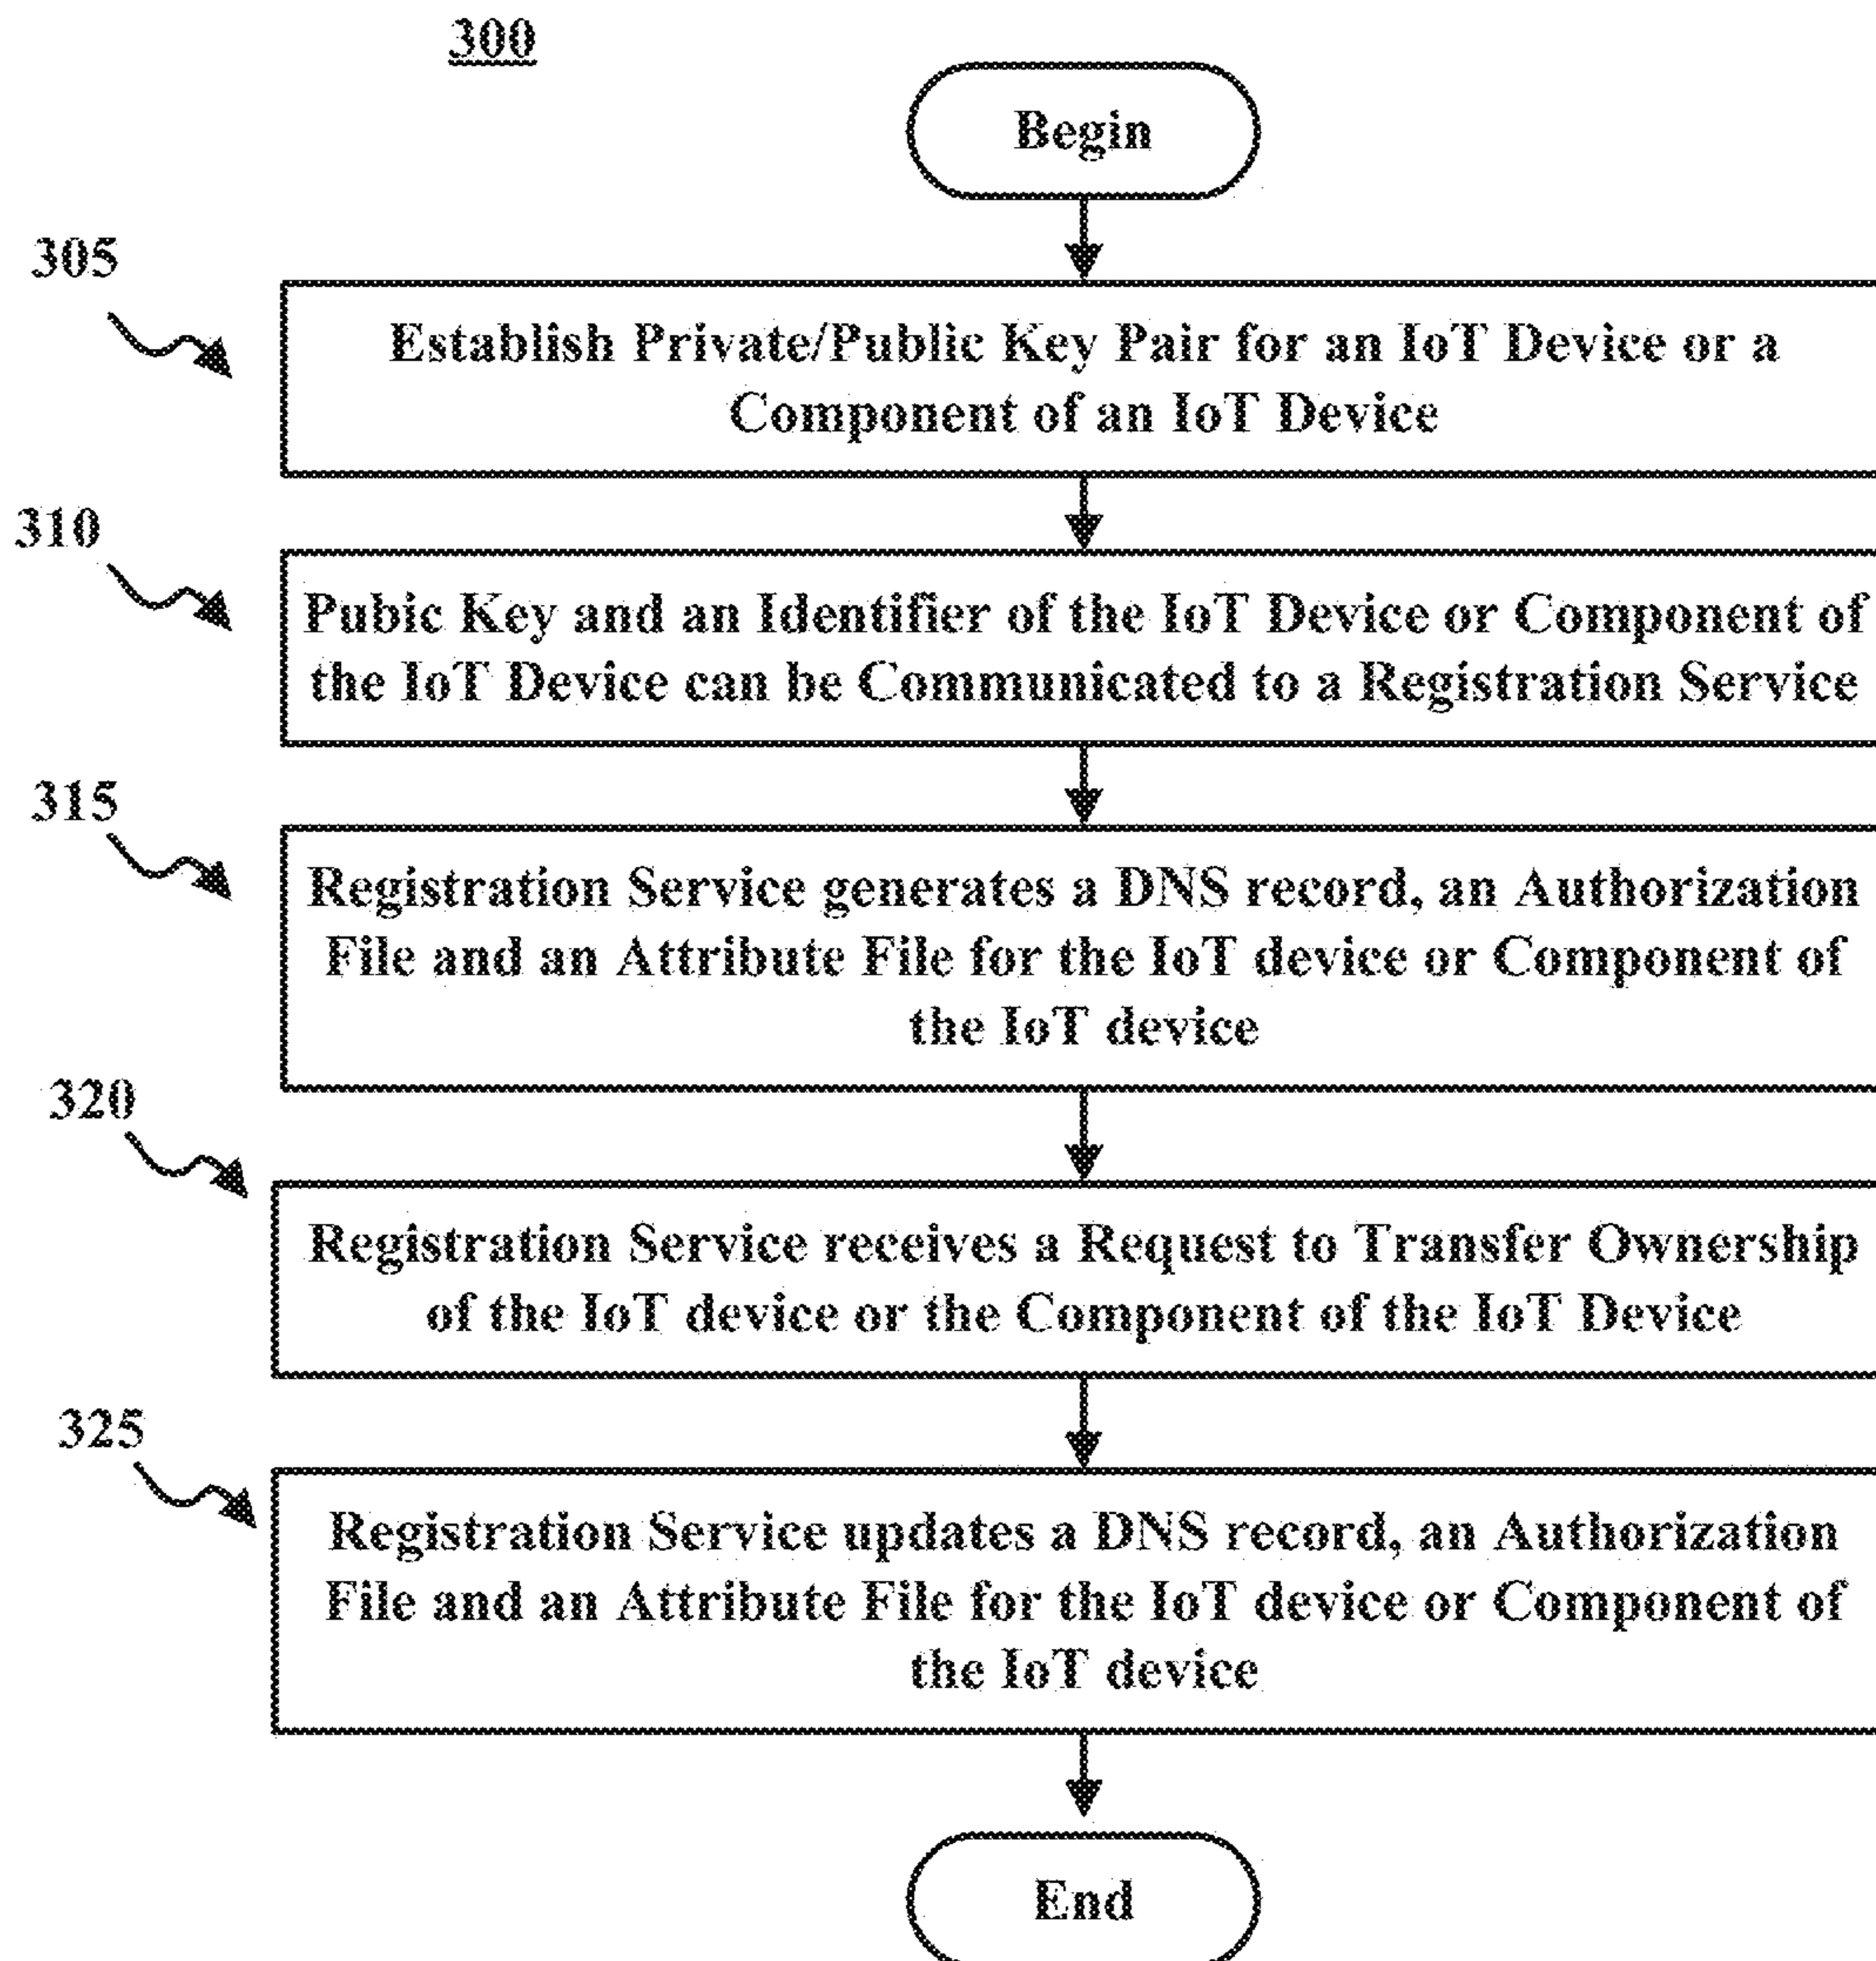 300
Begin
305
Establish Private/Public Key Pair for an IoT Device or a
Component of an IoT Device
310
Pubic Key and an Identifier of the IoT Device or Component of
the IoT Device can be Communicated to a Registration Service
315
Registration Service generates a DNS record, an Authorization
File and an Attribute File for the IoT device or Component of
the IoT device
320
Registration Service receives a Request to Transfer Ownership
of the IoT device or the Component of the IoT Device
325
Registration Service updates a DNS record, an Authorization
File and an Attribute File for the IoT device or Component of
the IoT device
End